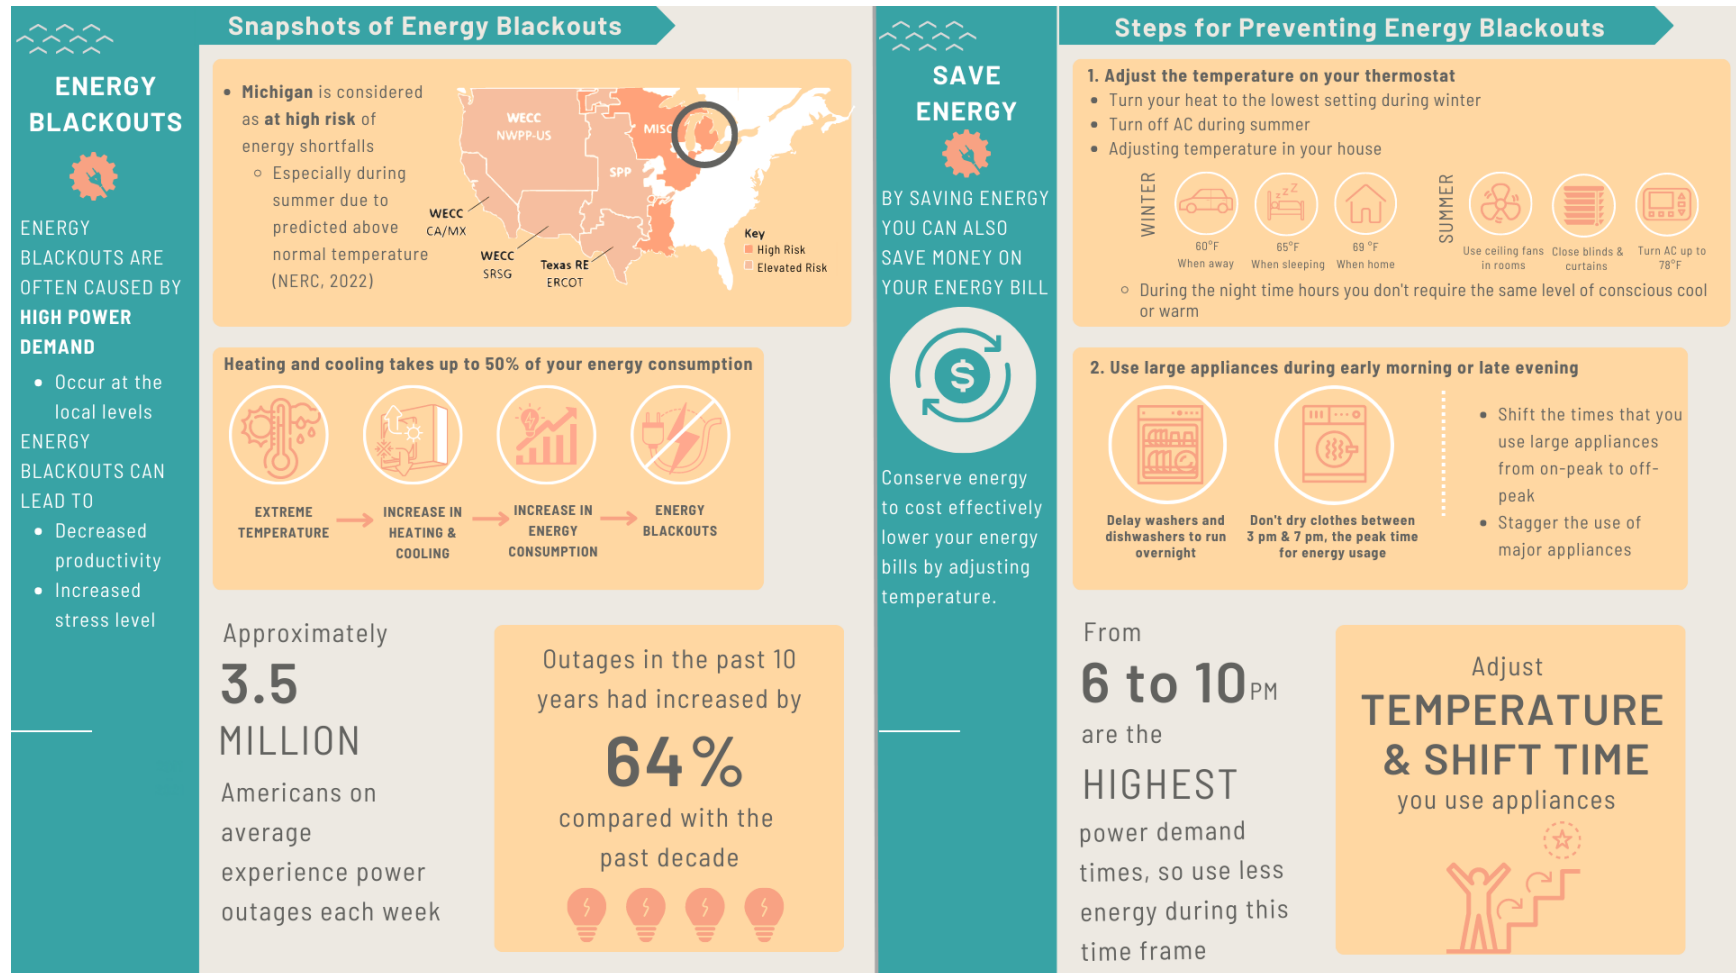 Snapshots of Energy Blackouts
ENERGY
BLACKOUTS
ENERGY
BLACKOUTS ARE
OFTEN CAUSED BY
HIGH POWER
DEMAND
• Occur at the
local levels
ENERGY
BLACKOUTS CAN
LEAD TO
• Decreased
productivity
• Increased
stress level
• Michigan is considered
as at high risk of
energy shortfalls
◦ Especially during
summer due to
predicted above
normal temperature
(NERC, 2022)
WECC
NWPP-US
MISO
SPP
WECC
CA/MX
WECC
SRSG
Texas RE
ERCOT
Key
High Risk
Elevated Risk
Heating and cooling takes up to 50% of your energy consumption
EXTREME
TEMPERATURE
INCREASE IN
HEATING &
COOLING
INCREASE IN
ENERGY
CONSUMPTION
ENERGY
BLACKOUTS
Approximately
3.5
MILLION
Americans on
average
experience power
outages each week
Outages in the past 10
years had increased by
64%
compared with the
past decade
Steps for Preventing Energy Blackouts
SAVE
ENERGY
BY SAVING ENERGY
YOU CAN ALSO
SAVE MONEY ON
YOUR ENERGY BILL
$
Conserve energy
to cost effectively
lower your energy
bills by adjusting
temperature.
1. Adjust the temperature on your thermostat
• Turn your heat to the lowest setting during winter
• Turn off AC during summer
• Adjusting temperature in your house
WINTER
zzZ
60°F
When away
65°F
When sleeping
69 °F
When home
SUMMER
Use ceiling fans
in rooms
Close blinds &
curtains
Turn AC up to
78°F
◦ During the night time hours you don't require the same level of conscious cool
or warm
2. Use large appliances during early morning or late evening
Delay washers and
dishwashers to run
overnight
Don't dry clothes between
3 pm & 7 pm, the peak time
for energy usage
• Shift the times that you
use large appliances
from on-peak to off-
peak
• Stagger the use of
major appliances
From
6 to 10 PM
are the
HIGHEST
power demand
times, so use less
energy during this
time frame
Adjust
TEMPERATURE
& SHIFT TIME
you use appliances